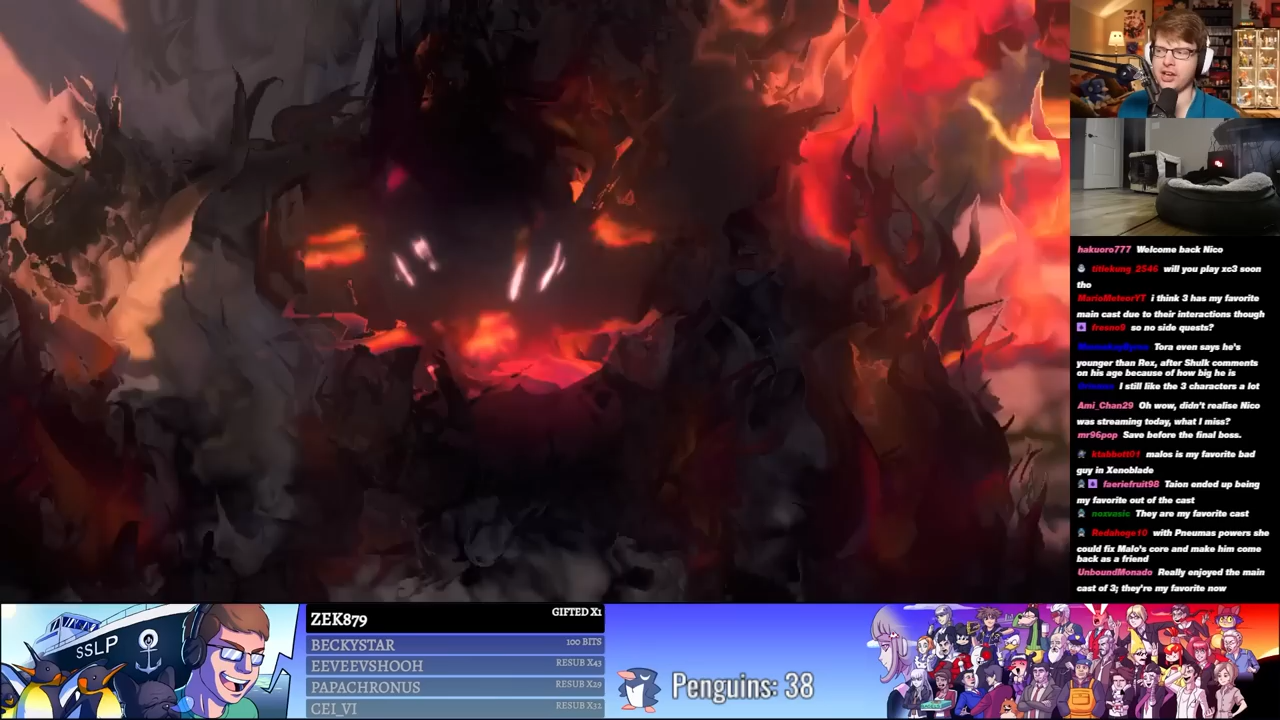 hakuoro777 Welcome back Nico
titlekung_2546 will you play xc3 soon
tho
MarioMeteorYT i think 3 has my favorite
main cast due to their interactions though
fresno9 so no side quests?
Tora even says he's
younger than Rex, after Shulk comments
on his age because of how big he is
I still like the 3 characters a lot
Ami_Chan29 Oh wow, didn't realise Nico
was streaming today, what I miss?
mr96pop Save before the final boss.
ktabbott01 malos is my favorite bad
guy in Xenoblade
faeriefruit98 Taion ended up being
my favorite out of the cast
noxvasic They are my favorite cast
Redahoge10 with Pneumas powers she
could fix Malo's core and make him come
back as a friend
UnboundMonado Really enjoyed the main
cast of 3; they're my favorite now
SSLP
ZEK879 GIFTED X1
BECKYSTAR 100 BITS
EEVEEVSHOOH RESUB X43
PAPACHRONUS RESUB X29
CEI_VI RESUB X32
Penguins: 38